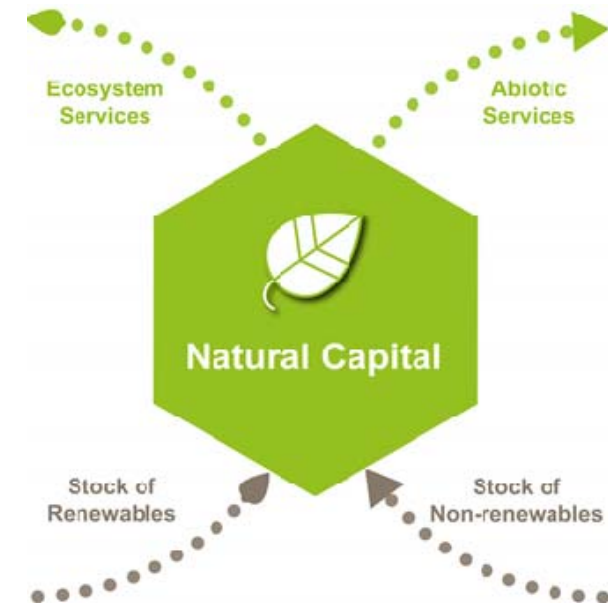 Ecosystem
Services
Abiotic
Services
Natural Capital
Stock of
Renewables
Stock of
Non-renewables